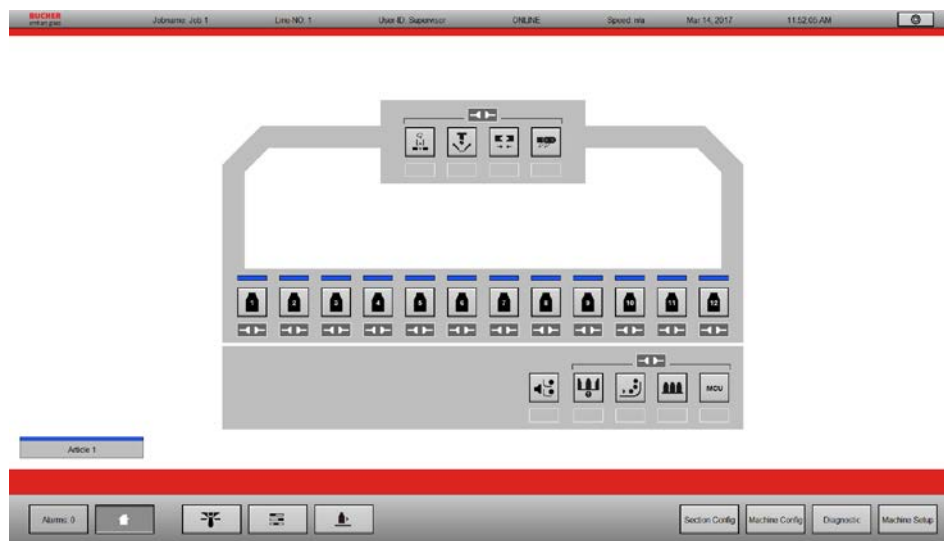 BUCHER
emhart glass
Jobname: Job 1
Line-NO. 1
User-ID: Supervisor
ONLINE
Speed: n/a
Mar 14, 2017
11:52:05 AM
1 2 3 4 5 6 7 8 9 10 11 12
MCU
Article 1
Alarms: 0
Section Config
Machine Config
Diagnostic
Machine Setup